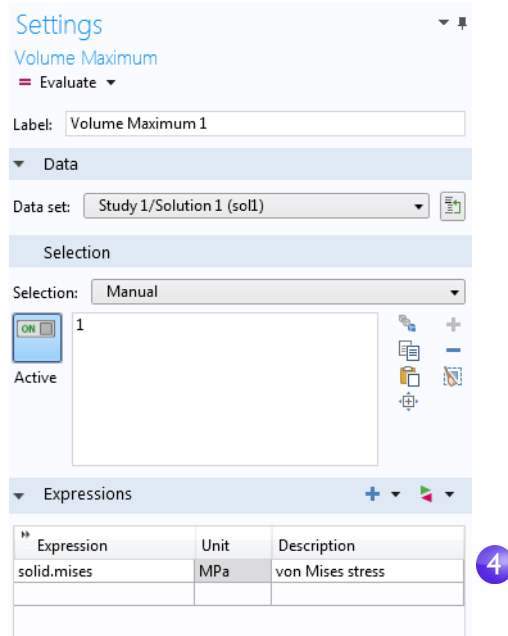 Settings
Volume Maximum
= Evaluate
Label: Volume Maximum 1
Data
Data set: Study 1/Solution 1 (sol1)
Selection
Selection: Manual
ON
1
Active
Expressions
Expression Unit Description
solid.mises MPa von Mises stress
4